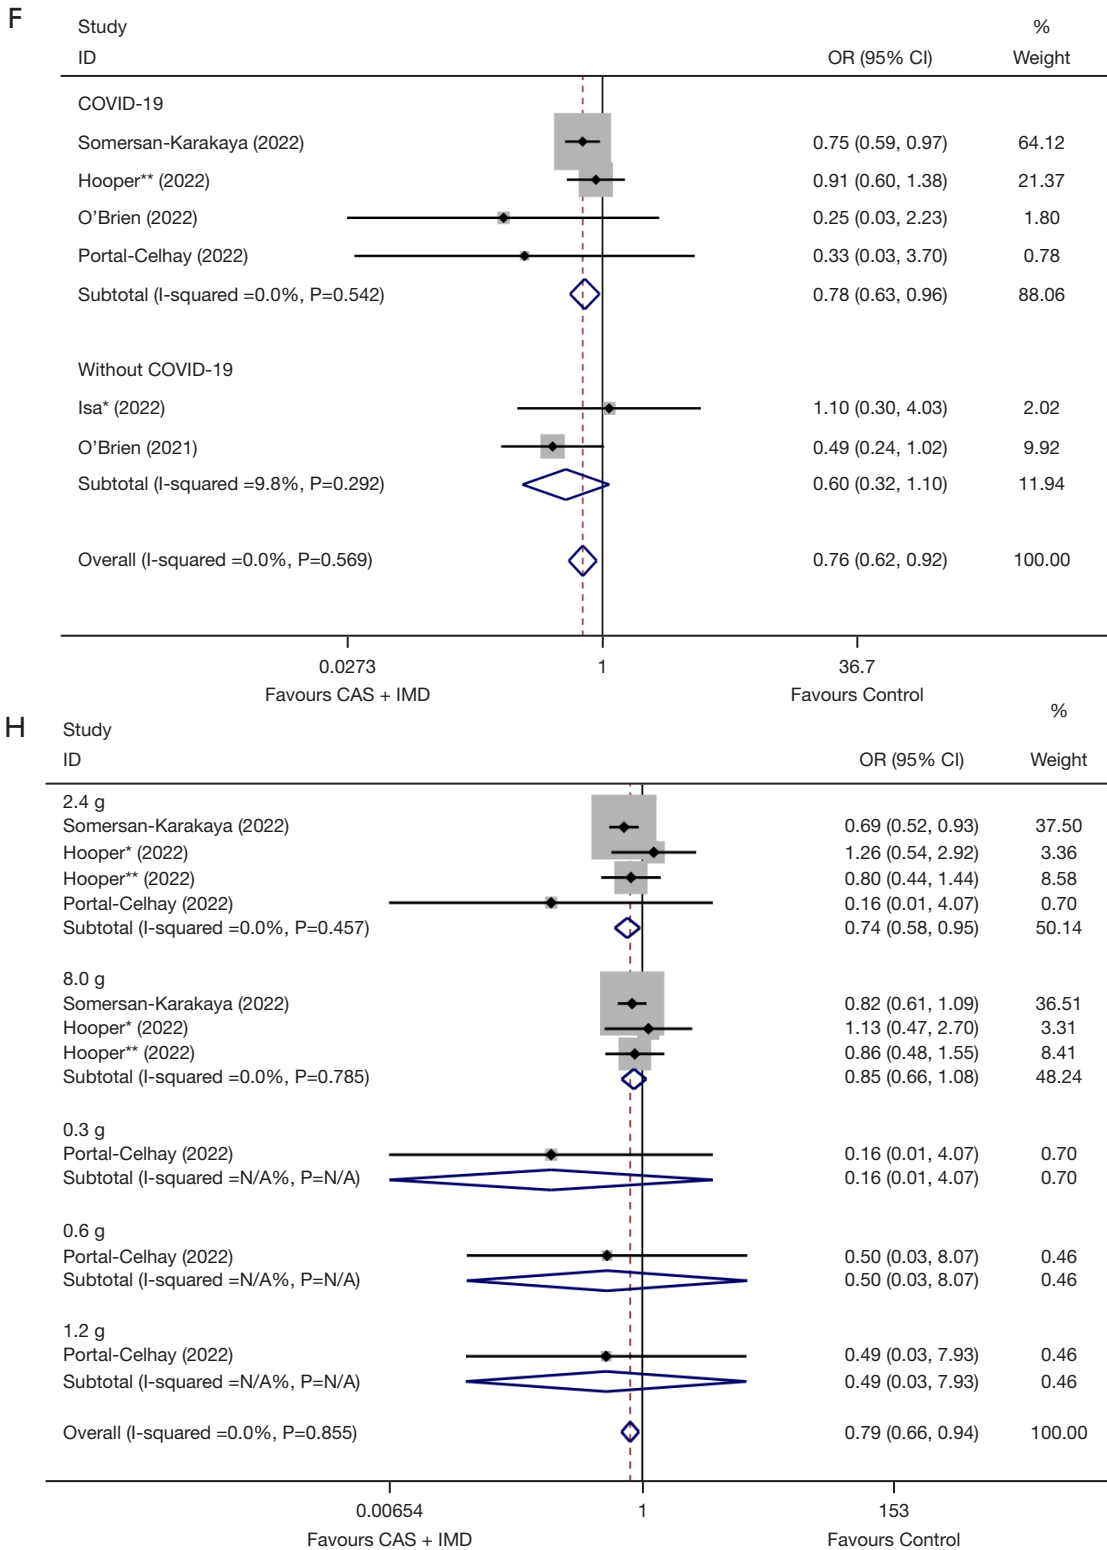 F
Study %
ID OR (95% CI) Weight
COVID-19
Somersan-Karakaya (2022) 0.75 (0.59, 0.97) 64.12
Hooper** (2022) 0.91 (0.60, 1.38) 21.37
O’Brien (2022) 0.25 (0.03, 2.23) 1.80
Portal-Celhay (2022) 0.33 (0.03, 3.70) 0.78
Subtotal (I-squared =0.0%, P=0.542) 0.78 (0.63, 0.96) 88.06
Without COVID-19
Isa* (2022) 1.10 (0.30, 4.03) 2.02
O’Brien (2021) 0.49 (0.24, 1.02) 9.92
Subtotal (I-squared =9.8%, P=0.292) 0.60 (0.32, 1.10) 11.94
Overall (I-squared =0.0%, P=0.569) 0.76 (0.62, 0.92) 100.00
0.0273 1 36.7
Favours CAS + IMD Favours Control
H
Study %
ID OR (95% CI) Weight
2.4 g
Somersan-Karakaya (2022) 0.69 (0.52, 0.93) 37.50
Hooper* (2022) 1.26 (0.54, 2.92) 3.36
Hooper** (2022) 0.80 (0.44, 1.44) 8.58
Portal-Celhay (2022) 0.16 (0.01, 4.07) 0.70
Subtotal (I-squared =0.0%, P=0.457) 0.74 (0.58, 0.95) 50.14
8.0 g
Somersan-Karakaya (2022) 0.82 (0.61, 1.09) 36.51
Hooper* (2022) 1.13 (0.47, 2.70) 3.31
Hooper** (2022) 0.86 (0.48, 1.55) 8.41
Subtotal (I-squared =0.0%, P=0.785) 0.85 (0.66, 1.08) 48.24
0.3 g
Portal-Celhay (2022) 0.16 (0.01, 4.07) 0.70
Subtotal (I-squared =N/A%, P=N/A) 0.16 (0.01, 4.07) 0.70
0.6 g
Portal-Celhay (2022) 0.50 (0.03, 8.07) 0.46
Subtotal (I-squared =N/A%, P=N/A) 0.50 (0.03, 8.07) 0.46
1.2 g
Portal-Celhay (2022) 0.49 (0.03, 7.93) 0.46
Subtotal (I-squared =N/A%, P=N/A) 0.49 (0.03, 7.93) 0.46
Overall (I-squared =0.0%, P=0.855) 0.79 (0.66, 0.94) 100.00
0.00654 1 153
Favours CAS + IMD Favours Control